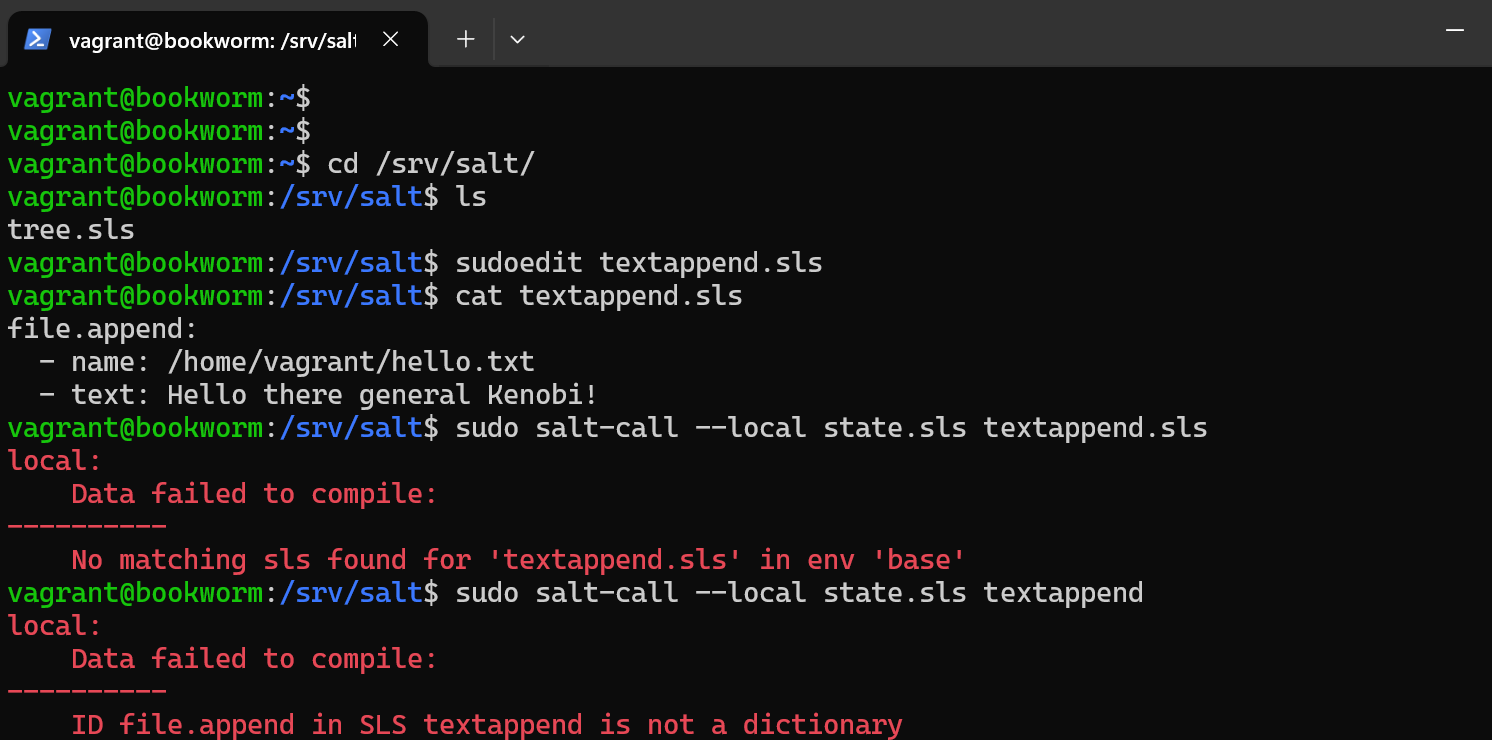 vagrant@bookworm: /srv/salt
vagrant@bookworm:~$
vagrant@bookworm:~$
vagrant@bookworm:~$ cd /srv/salt/
vagrant@bookworm:/srv/salt$ ls
tree.sls
vagrant@bookworm:/srv/salt$ sudoedit textappend.sls
vagrant@bookworm:/srv/salt$ cat textappend.sls
file.append:
  - name: /home/vagrant/hello.txt
  - text: Hello there general Kenobi!
vagrant@bookworm:/srv/salt$ sudo salt-call --local state.sls textappend.sls
local:
    Data failed to compile:
----------
    No matching sls found for 'textappend.sls' in env 'base'
vagrant@bookworm:/srv/salt$ sudo salt-call --local state.sls textappend
local:
    Data failed to compile:
----------
    ID file.append in SLS textappend is not a dictionary